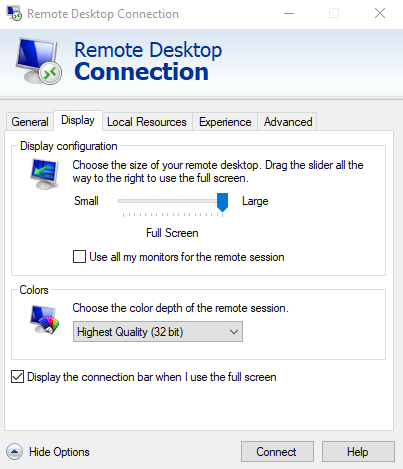 Remote Desktop Connection
Remote Desktop
Connection
General Display Local Resources Experience Advanced
Display configuration
Choose the size of your remote desktop. Drag the slider all the
way to the right to use the full screen.
Small Large
Full Screen
Use all my monitors for the remote session
Colors
Choose the color depth of the remote session.
Highest Quality (32 bit)
Display the connection bar when I use the full screen
Hide Options Connect Help